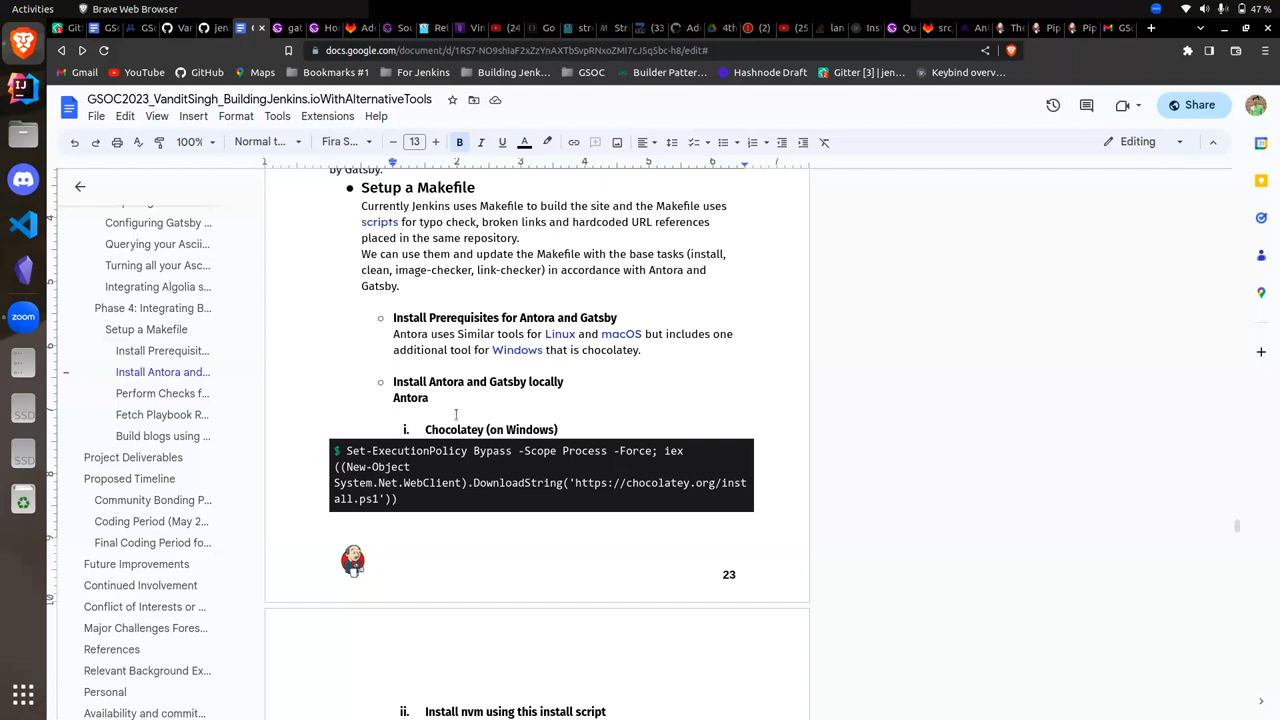 Activities
Brave Web Browser
47 %
docs.google.com/document/d/1RS7-NO9shIaF2xZzYnAXTbSvpRNxoZMI7cJSq5bc-h8/edit#
Gmail
YouTube
GitHub
Maps
Bookmarks #1
For Jenkins
Building Jenk...
GSOC
Builder Patter...
Hashnode Draft
Gitter [3] | jen...
Keybind overv...
GSOC2023_VanditSingh_BuildingJenkins.ioWithAlternativeTools
File Edit View Insert Format Tools Extensions Help
Share
100%
Normal t...
Fira S...
13
Editing
1 2 3 4 5 6 7
Configuring Gatsby ...
Querying your Ascii...
Turning all your Asc...
Integrating Algolia s...
Phase 4: Integrating B...
Setup a Makefile
Install Prerequisit...
Install Antora and...
Perform Checks f...
Fetch Playbook R...
Build blogs using ...
Project Deliverables
Proposed Timeline
Community Bonding P...
Coding Period (May 2...
Final Coding Period fo...
Future Improvements
Continued Involvement
Conflict of Interests or ...
Major Challenges Fores...
References
Relevant Background Ex...
Personal
Availability and commit...
by Gatsby.
● Setup a Makefile
Currently Jenkins uses Makefile to build the site and the Makefile uses
scripts for typo check, broken links and hardcoded URL references
placed in the same repository.
We can use them and update the Makefile with the base tasks (install,
clean, image-checker, link-checker) in accordance with Antora and
Gatsby.
○ Install Prerequisites for Antora and Gatsby
Antora uses Similar tools for Linux and macOS but includes one
additional tool for Windows that is chocolatey.
○ Install Antora and Gatsby locally
Antora
i. Chocolatey (on Windows)
$ Set-ExecutionPolicy Bypass -Scope Process -Force; iex
((New-Object
System.Net.WebClient).DownloadString('https://chocolatey.org/inst
all.ps1'))
23
ii. Install nvm using this install script